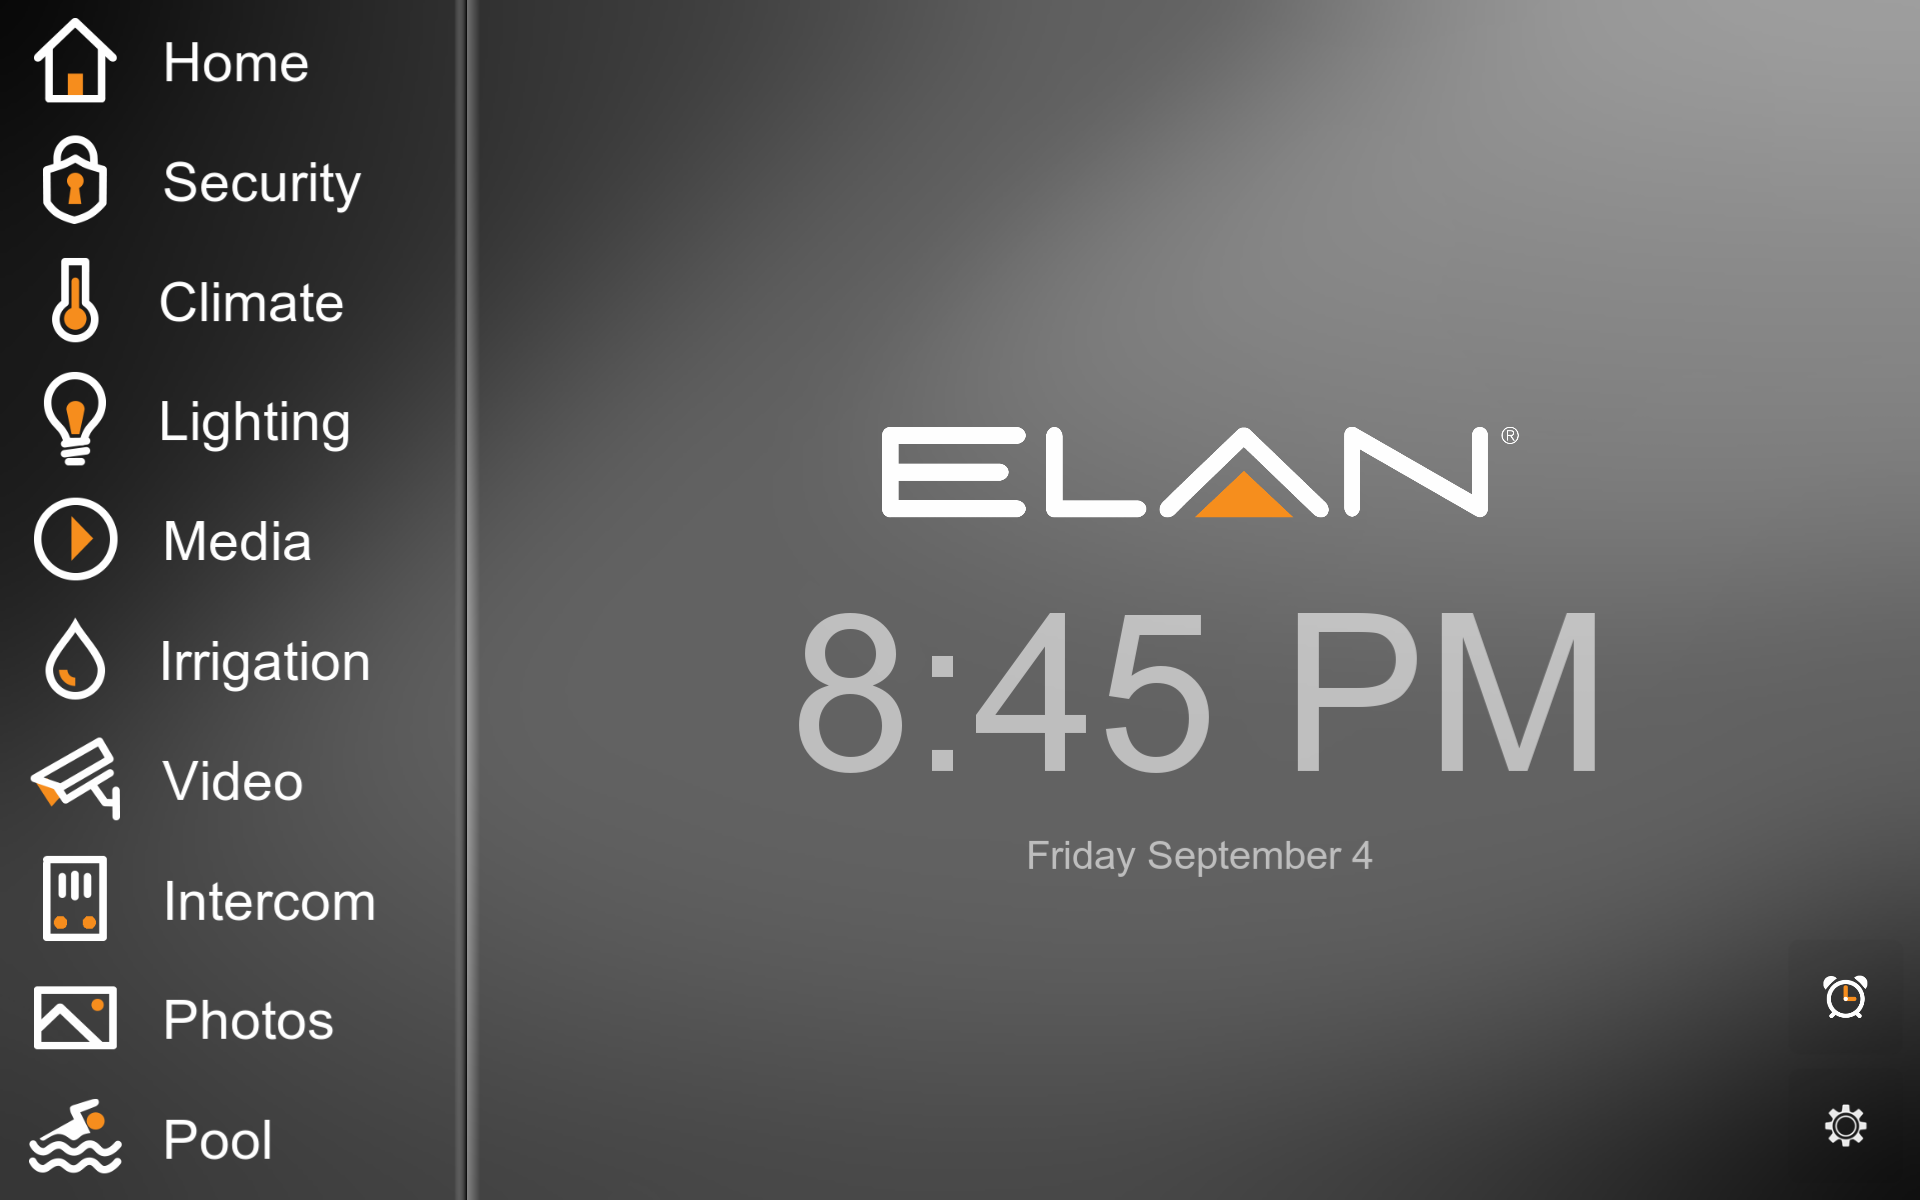 Home
Security
Climate
Lighting
Media
Irrigation
Video
Intercom
Photos
Pool
ELAN®
8:45 PM
Friday September 4